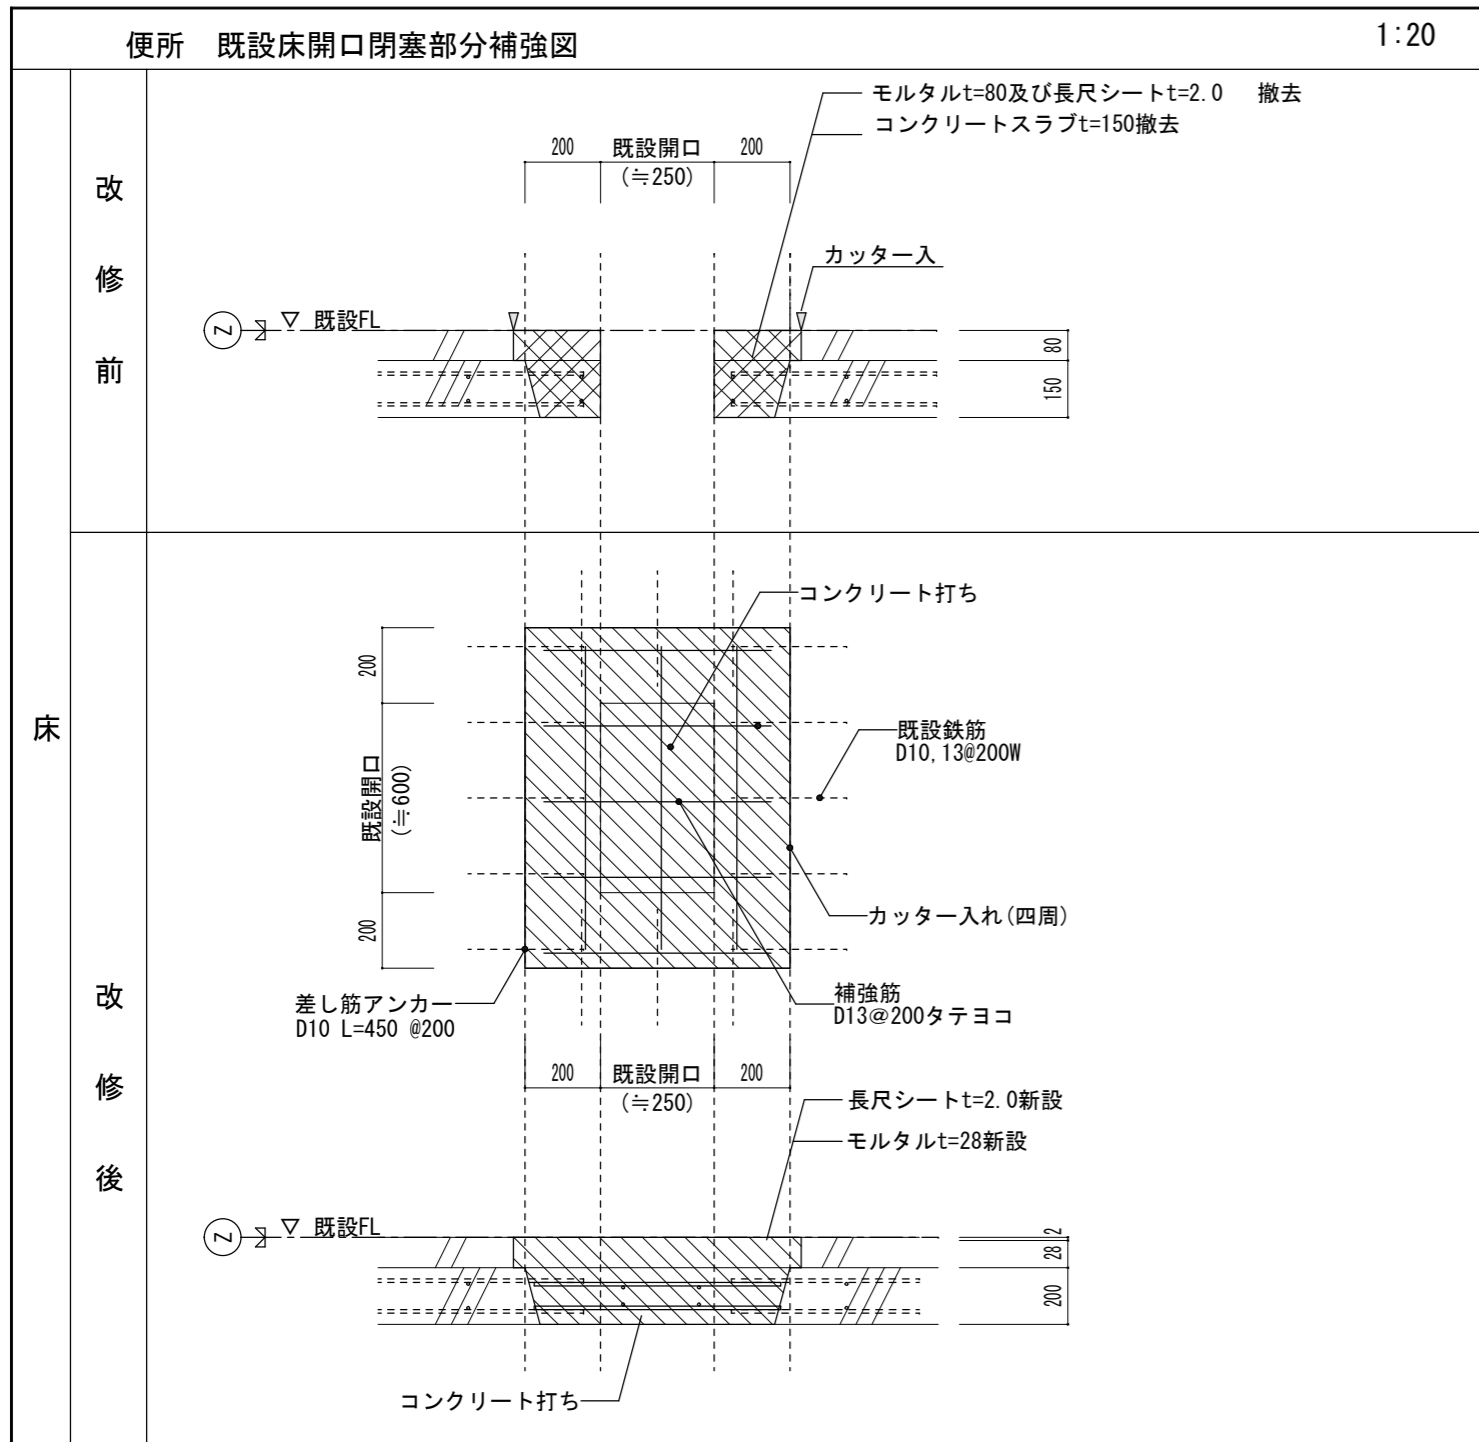 便所　既設床開口閉塞部分補強図
1:20
床
改修前
モルタルt=80及び長尺シートt=2.0　撤去
コンクリートスラブt=150撤去
200
既設開口
(≒250)
200
カッター入
Z
▽ 既設FL
80
150
改修後
コンクリート打ち
200
既設開口
(≒600)
200
既設鉄筋
D10,13@200W
カッター入れ(四周)
差し筋アンカー
D10 L=450 @200
補強筋
D13@200タテヨコ
200
既設開口
(≒250)
200
長尺シートt=2.0新設
モルタルt=28新設
Z
▽ 既設FL
2
28
200
コンクリート打ち